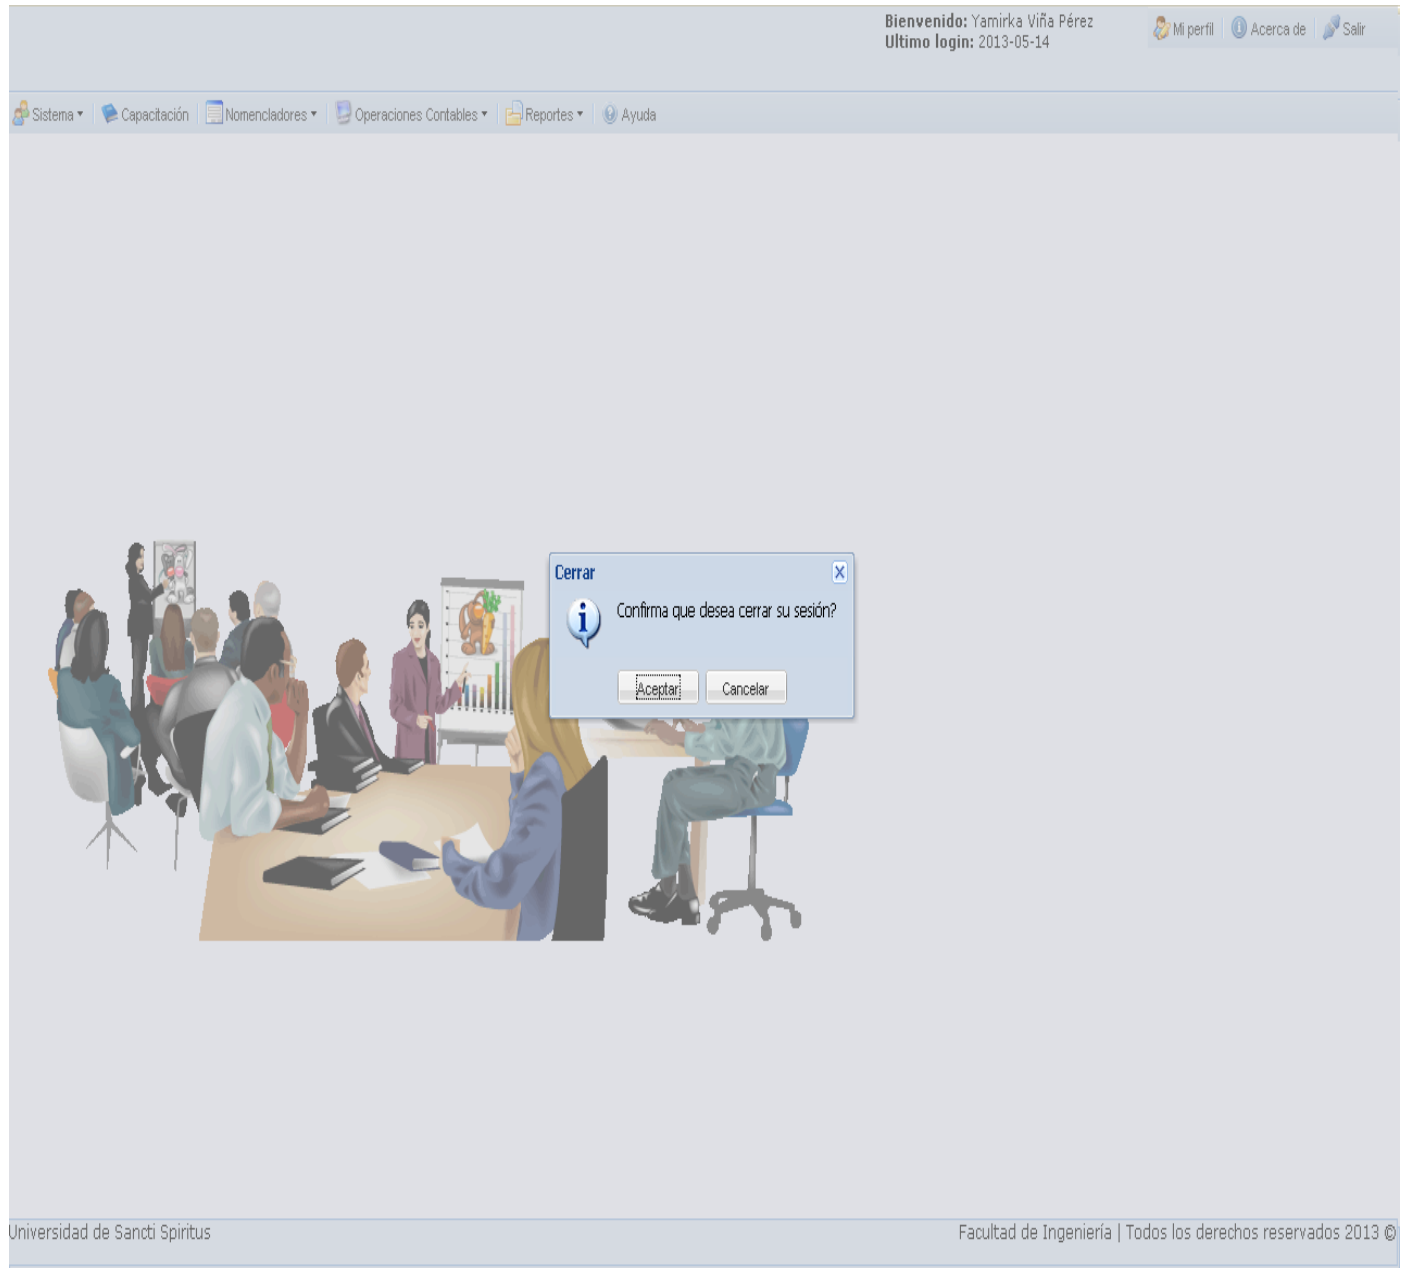 Bienvenido: Yamirka Viña Pérez
Ultimo login: 2013-05-14
Mi perfil Acerca de Salir
Sistema Capacitación Nomencladores Operaciones Contables Reportes Ayuda
Cerrar
Confirma que desea cerrar su sesión?
Aceptar Cancelar
Universidad de Sancti Spiritus Facultad de Ingeniería | Todos los derechos reservados 2013 ©